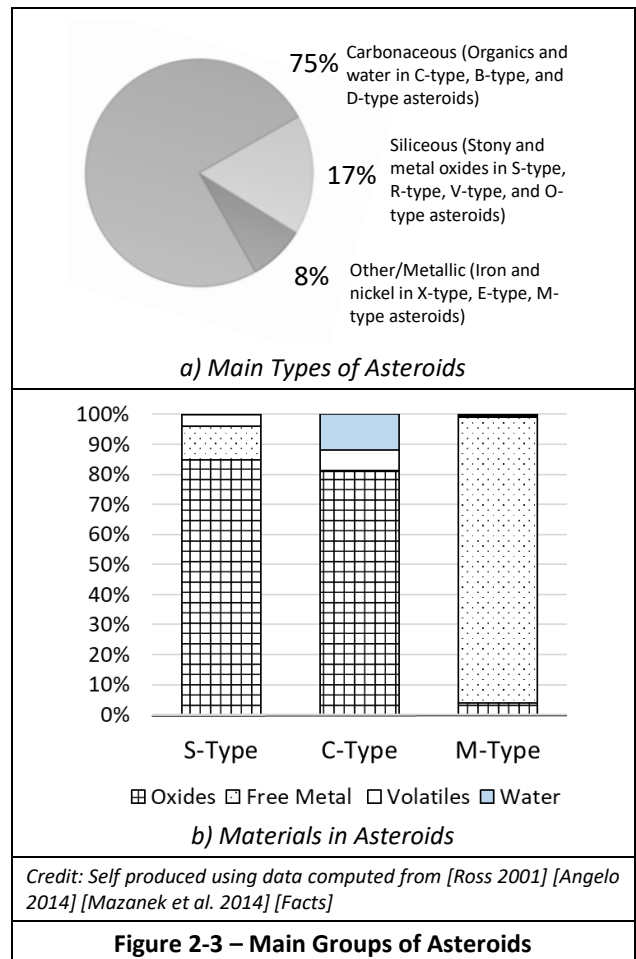 75%
Carbonaceous (Organics and
water in C-type, B-type, and
D-type asteroids)
17%
Siliceous (Stony and
metal oxides in S-type,
R-type, V-type, and O-
type asteroids)
8%
Other/Metallic (Iron and
nickel in X-type, E-type, M-
type asteroids)
a) Main Types of Asteroids
100%
90%
80%
70%
60%
50%
40%
30%
20%
10%
0%
S-Type C-Type M-Type
Oxides Free Metal Volatiles Water
b) Materials in Asteroids
Credit: Self produced using data computed from [Ross 2001] [Angelo
2014] [Mazanek et al. 2014] [Facts]
Figure 2-3 – Main Groups of Asteroids